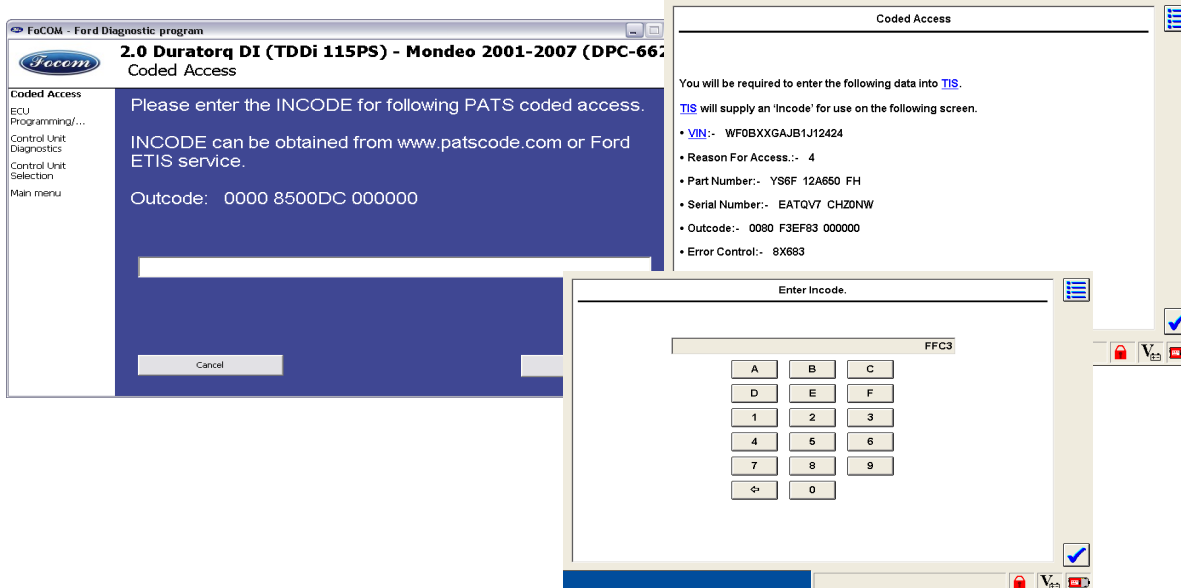 FoCOM - Ford Diagnostic program
Focom
2.0 Duratorq DI (TDDi 115PS) - Mondeo 2001-2007 (DPC-662
Coded Access
Coded Access
ECU
Programming/...
Control Unit
Diagnostics
Control Unit
Selection
Main menu
Please enter the INCODE for following PATS coded access.
INCODE can be obtained from www.patscode.com or Ford
ETIS service.
Outcode: 0000 8500DC 000000
Cancel
Coded Access
You will be required to enter the following data into TIS.
TIS will supply an 'Incode' for use on the following screen.
• VIN:- WF0BXXGAJB1J12424
• Reason For Access.:- 4
• Part Number:- YS6F 12A650 FH
• Serial Number:- EATQV7 CHZ0NW
• Outcode:- 0080 F3EF83 000000
• Error Control:- 8X683
V
Enter Incode.
FFC3
A B C
D E F
1 2 3
4 5 6
7 8 9
0
V